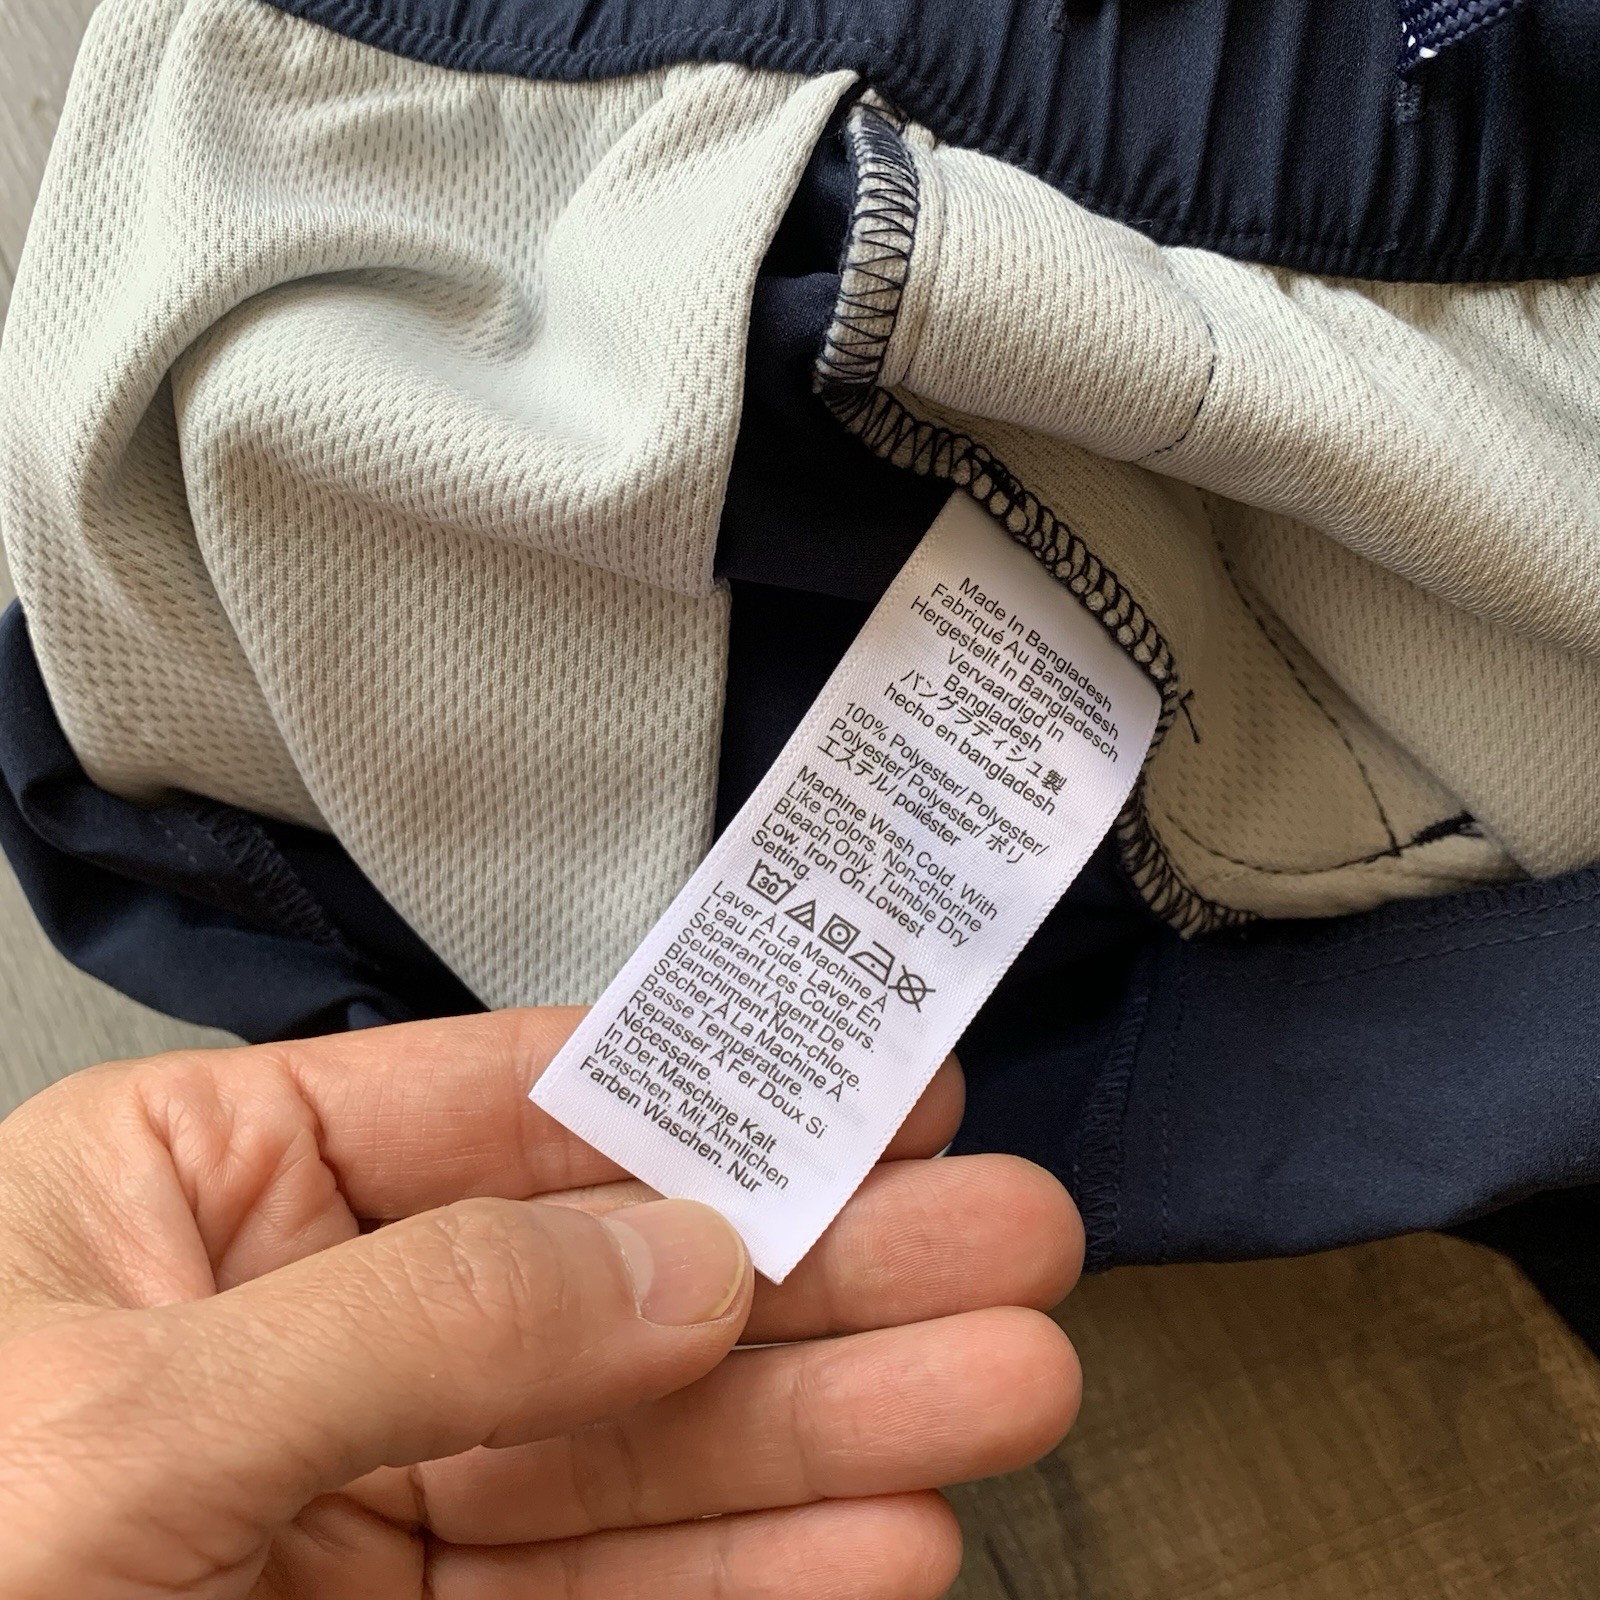 Made In Bangladesh
Fabriqué Au Bangladesh
Hergestellt In Bangladesch
Vervaardigd In
Bangladesh
バングラディシュ製
hecho en bangladesh
100% Polyester/ Polyester/
Polyester/ Polyester/ ポリ
エステル/ poliéster
Machine Wash Cold. With
Like Colors. Non-chlorine
Bleach Only. Tumble Dry
Low. Iron On Lowest
Setting.
30
Laver À La Machine À
L'eau Froide. Laver En
Séparant Les Couleurs.
Seulement Agent De
Blanchiment Non-chlore.
Sécher À La Machine À
Basse Température.
Repasser À Fer Doux Si
Nécessaire.
In Der Maschine Kalt
Waschen. Mit Ähnlichen
Farben Waschen. Nur